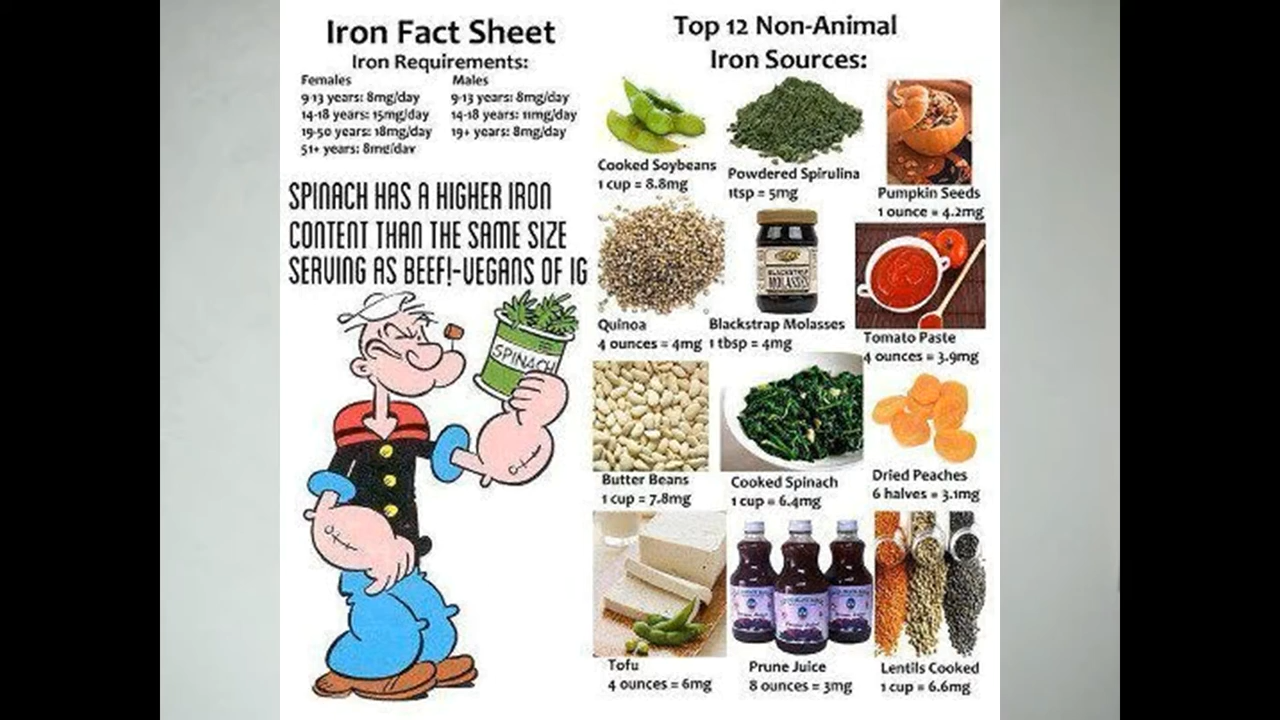 Iron Fact Sheet
Iron Requirements:
Females
9-13 years: 8mg/day
14-18 years: 15mg/day
19-50 years: 18mg/day
51+ years: 8mg/day
Males
9-13 years: 8mg/day
14-18 years: 11mg/day
19+ years: 8mg/day
SPINACH HAS A HIGHER IRON
CONTENT THAN THE SAME SIZE
SERVING AS BEEF!-VEGANS OF IG
SPINACH
Top 12 Non-Animal
Iron Sources:
Cooked Soybeans
1 cup = 8.8mg
Powdered Spirulina
1tsp = 5mg
Pumpkin Seeds
1 ounce = 4.2mg
Quinoa
4 ounces = 4mg
BLACKSTRAP
MOLASSES
Blackstrap Molasses
1 tbsp = 4mg
Tomato Paste
4 ounces = 3.9mg
Butter Beans
1 cup = 7.8mg
Cooked Spinach
1 cup = 6.4mg
Dried Peaches
6 halves = 3.1mg
Tofu
4 ounces = 6mg
Prune Juice
8 ounces = 3mg
Lentils Cooked
1 cup = 6.6mg